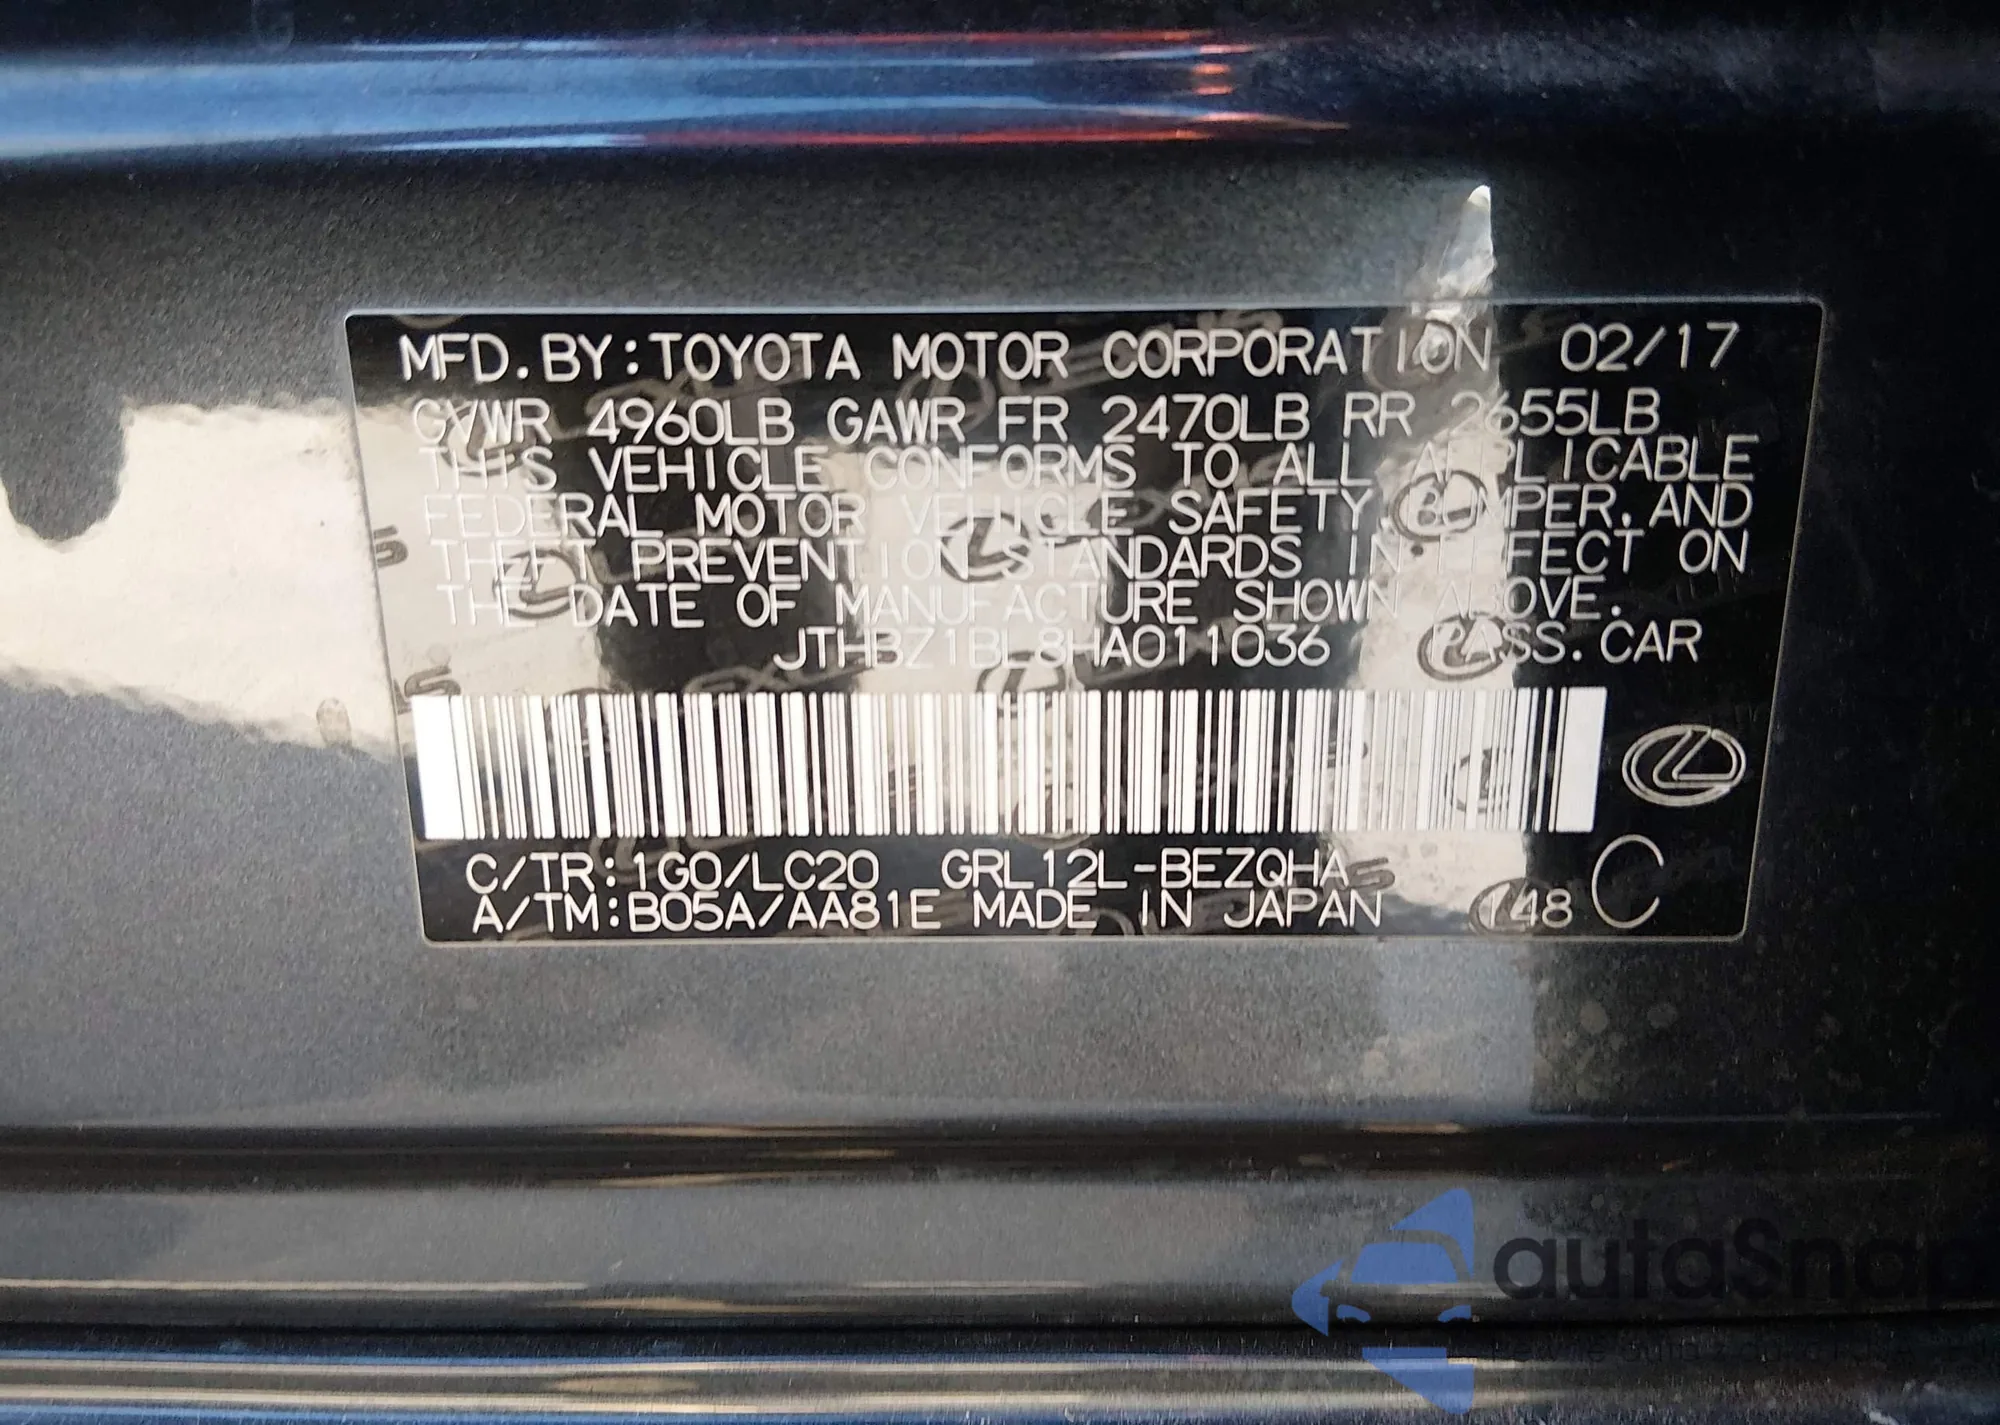 MFD.BY:TOYOTA MOTOR CORPORATION 02/17
GVWR 4960LB GAWR FR 2470LB RR 2655LB
THIS VEHICLE CONFORMS TO ALL APPLICABLE
FEDERAL MOTOR VEHICLE SAFETY,BUMPER,AND
THEFT PREVENTION STANDARDS IN EFFECT ON
THE DATE OF MANUFACTURE SHOWN ABOVE.
JTHBZ1BL8HA011036 PASS.CAR
C/TR:1G0/LC20 GRL12L-BEZQHA
A/TM:B05A/AA81E MADE IN JAPAN 148 C
autaSnap